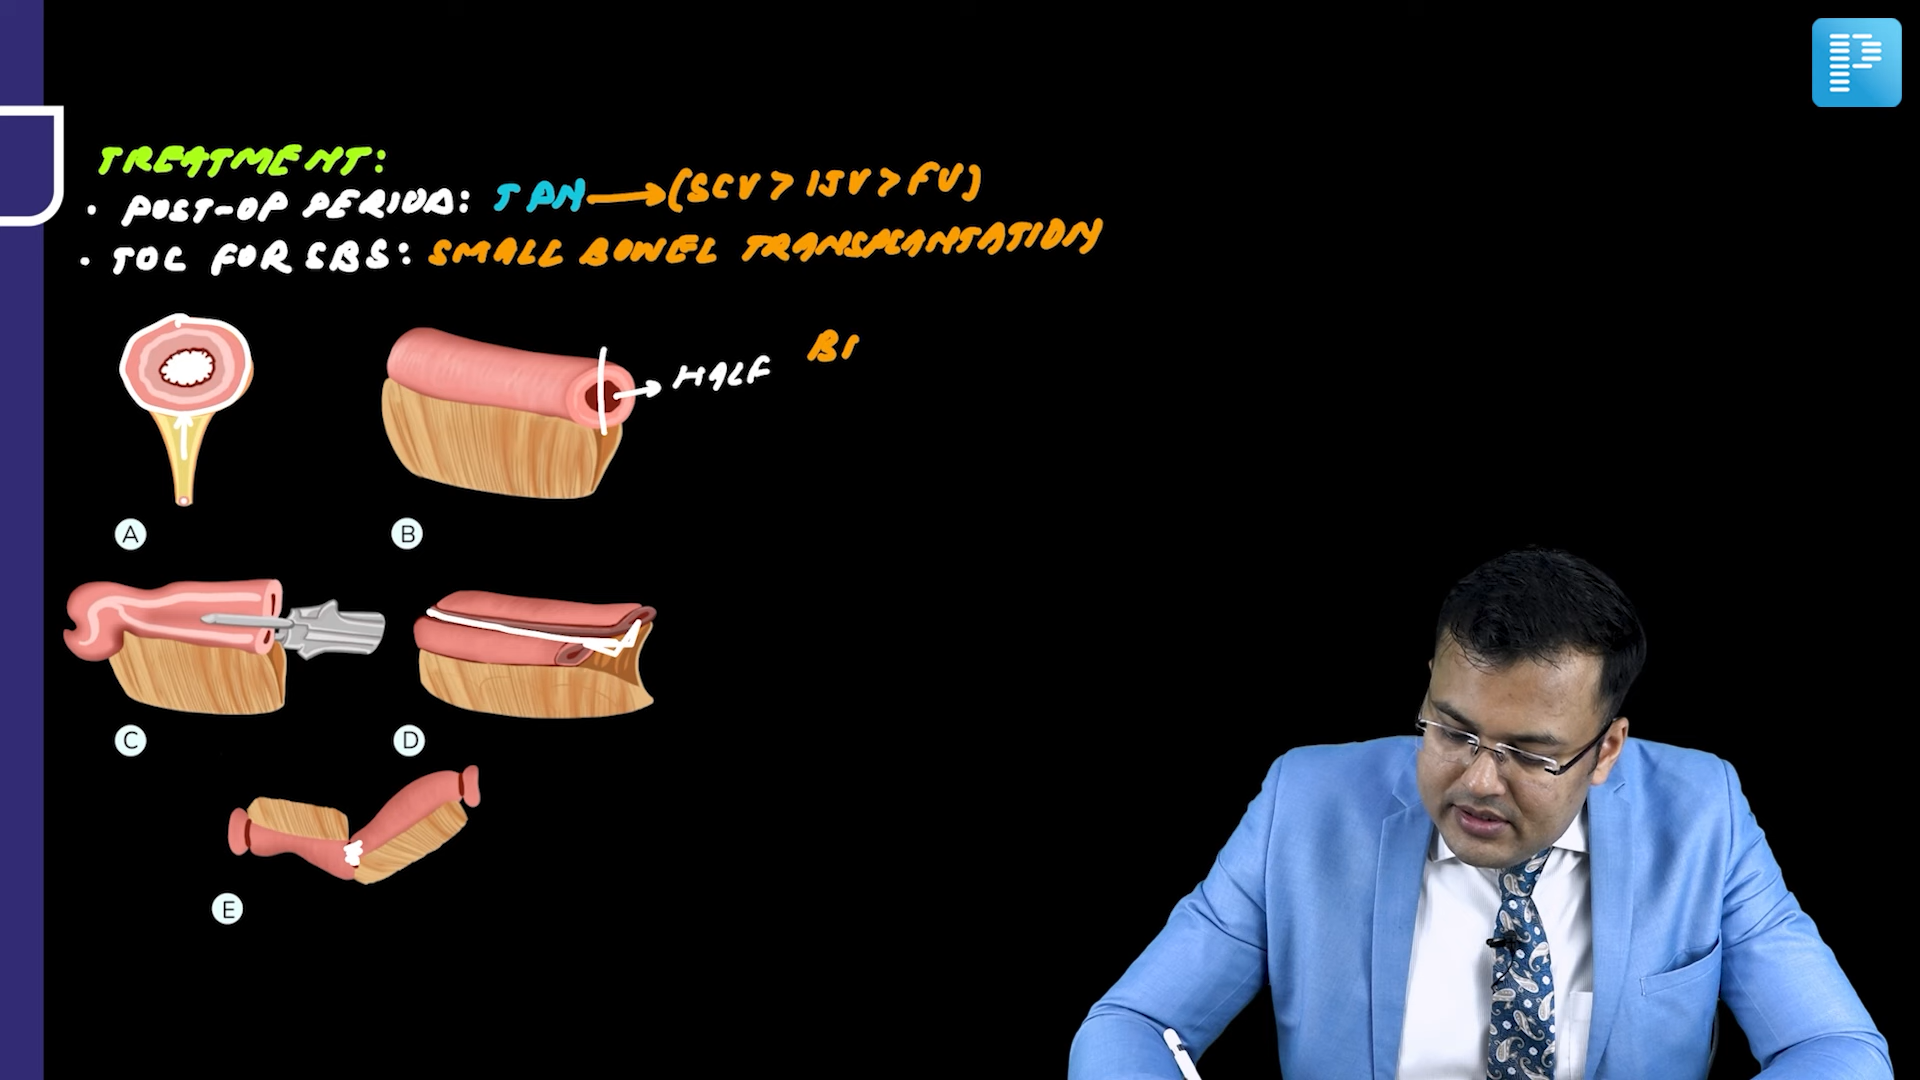 TREATMENT:
• POST-OP PERIOD: TPN → (SCV > IJV > FV)
• TOC FOR SBS: SMALL BOWEL TRANSPLANTATION
→ HALF
BI
A
B
C
D
E